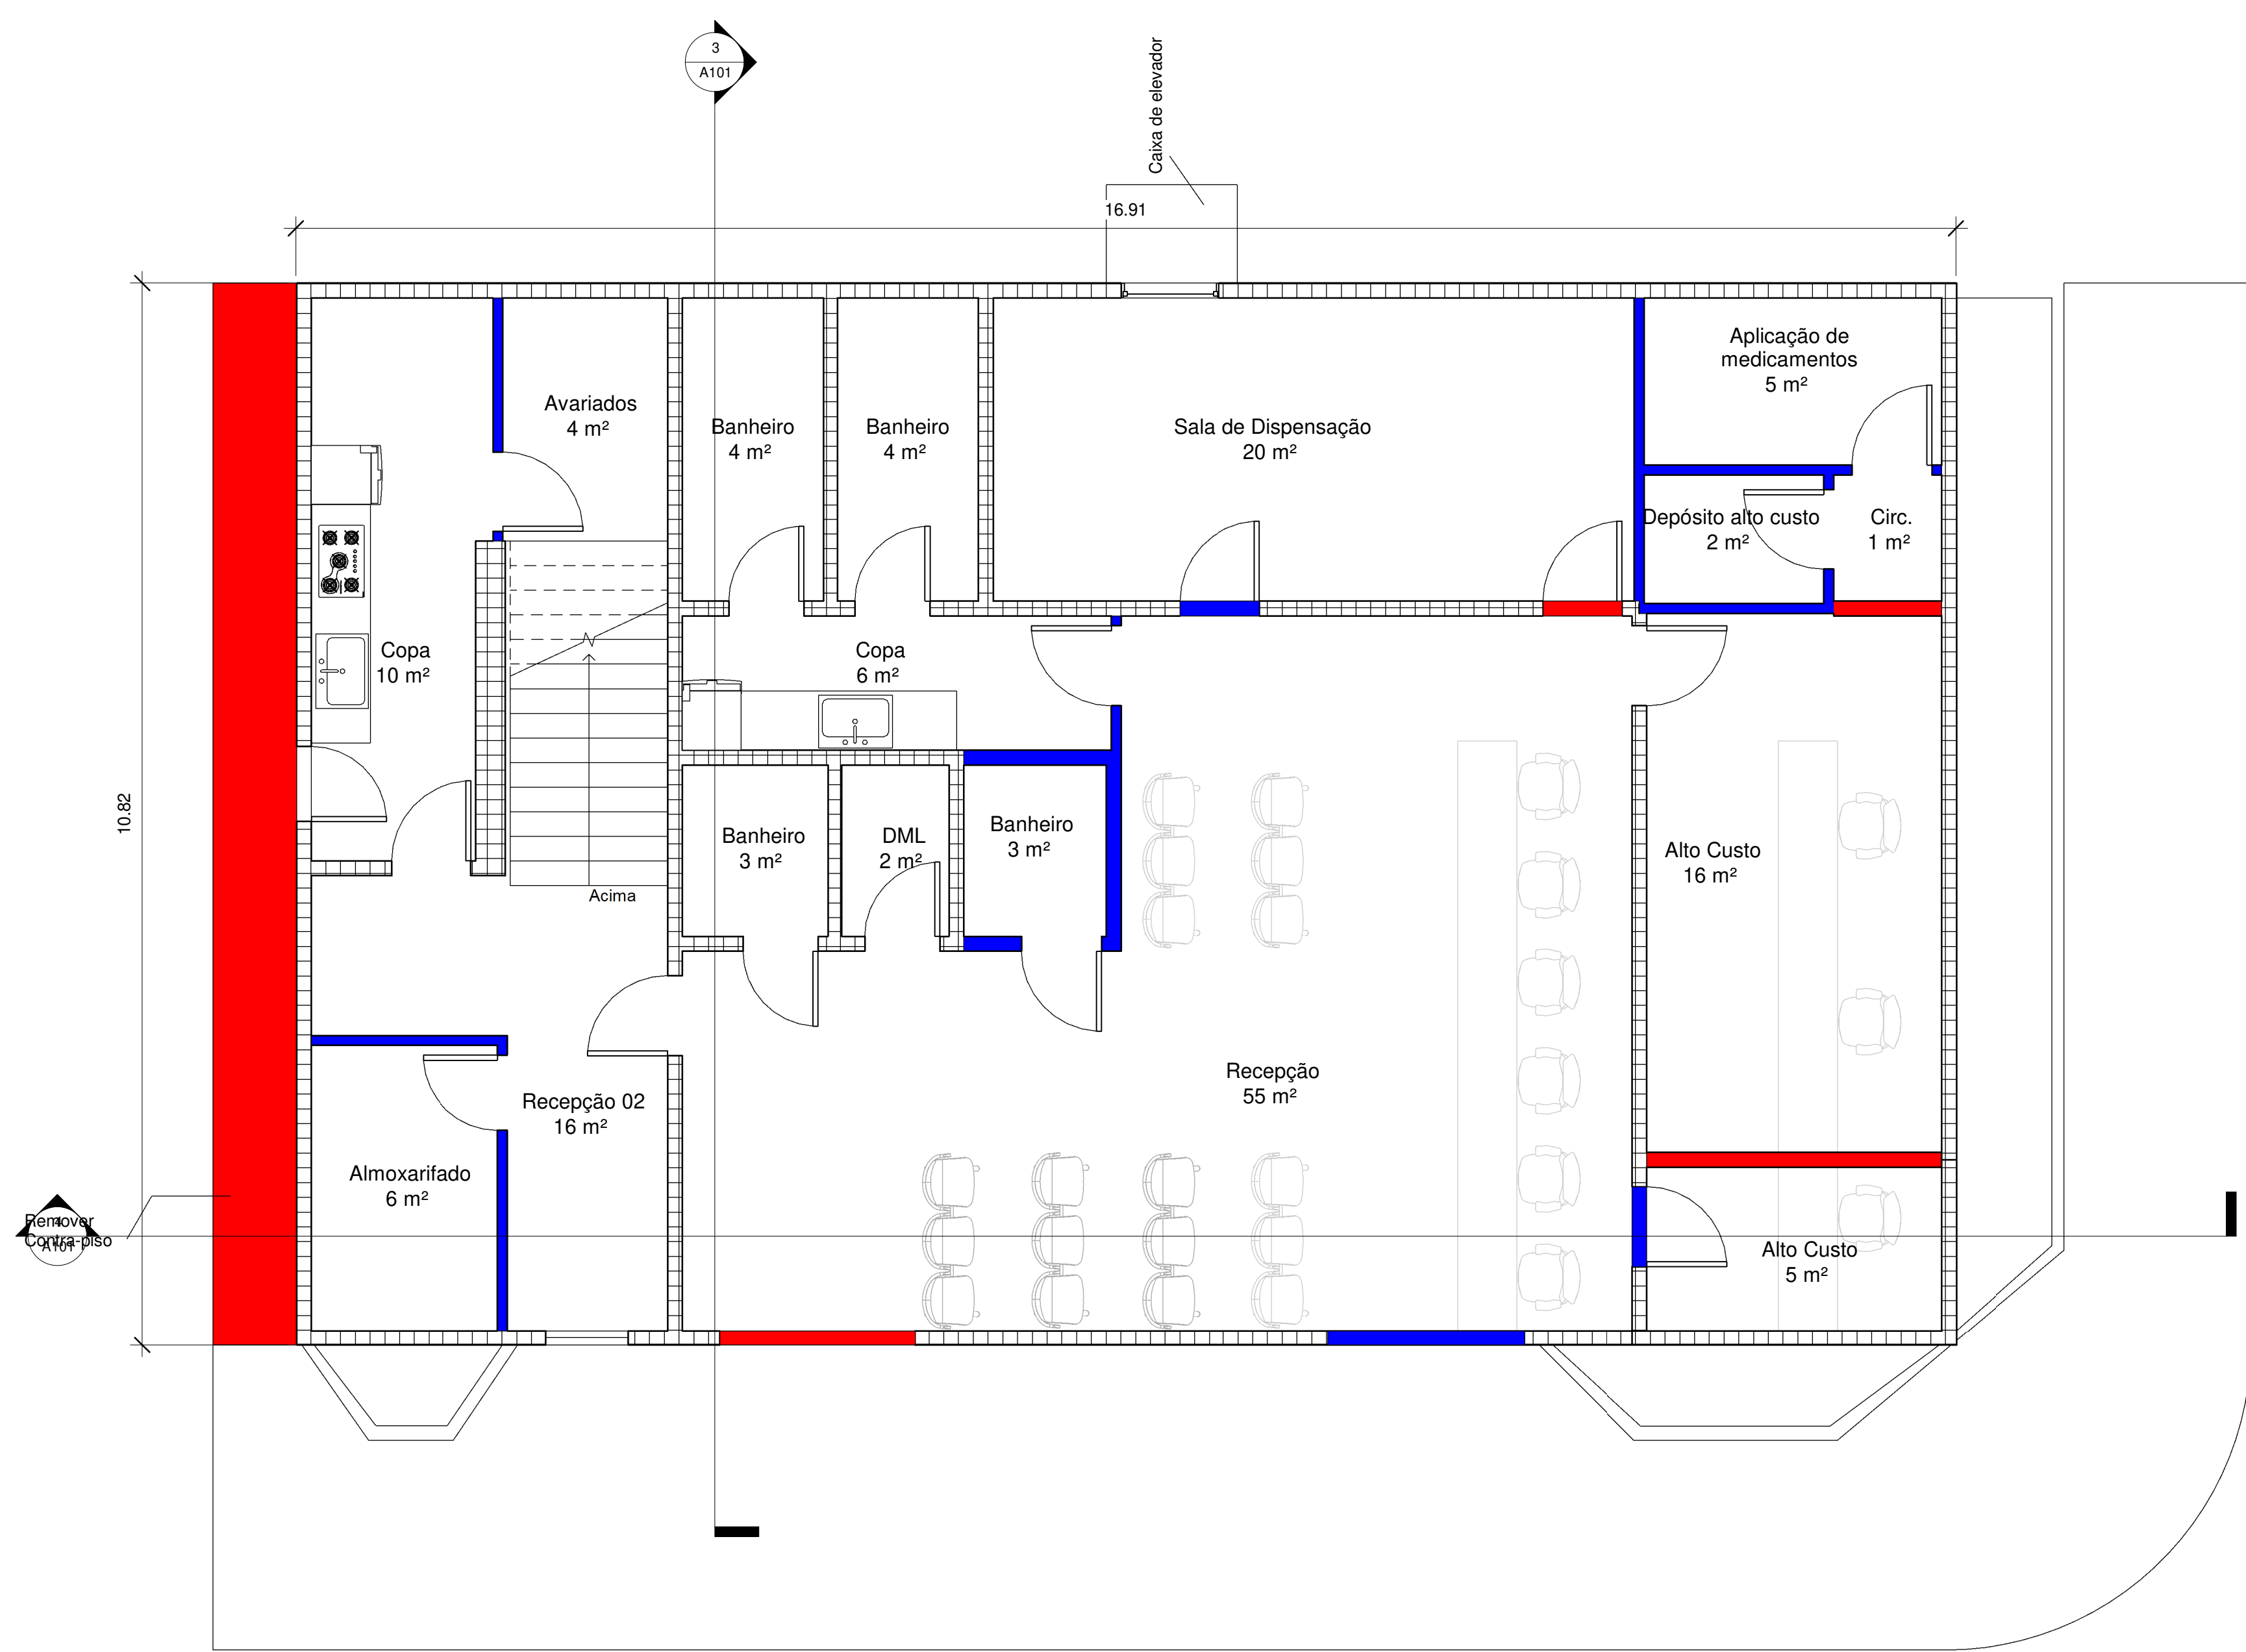 3
A101
Caixa de elevador
16.91
10.82
Avariados
4 m²
Banheiro
4 m²
Banheiro
4 m²
Sala de Dispensação
20 m²
Aplicação de
medicamentos
5 m²
Depósito alto custo
2 m²
Circ.
1 m²
Copa
10 m²
Copa
6 m²
Banheiro
3 m²
DML
2 m²
Banheiro
3 m²
Alto Custo
16 m²
Acima
Recepção
55 m²
Recepção 02
16 m²
Almoxarifado
6 m²
Remover
Contra-piso
4
A101
Alto Custo
5 m²